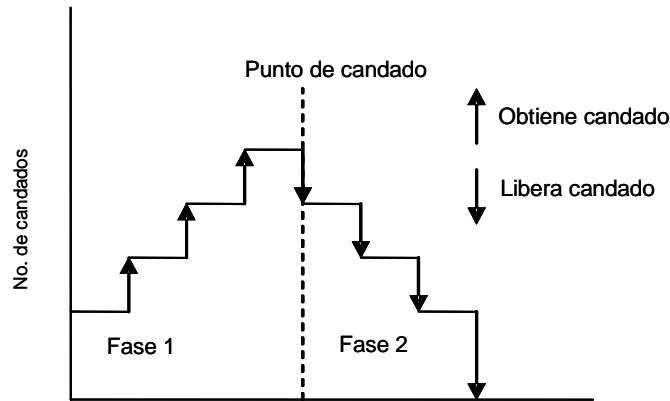 Punto de candado
Obtiene candado
Libera candado
No. de candados
Fase 1
Fase 2